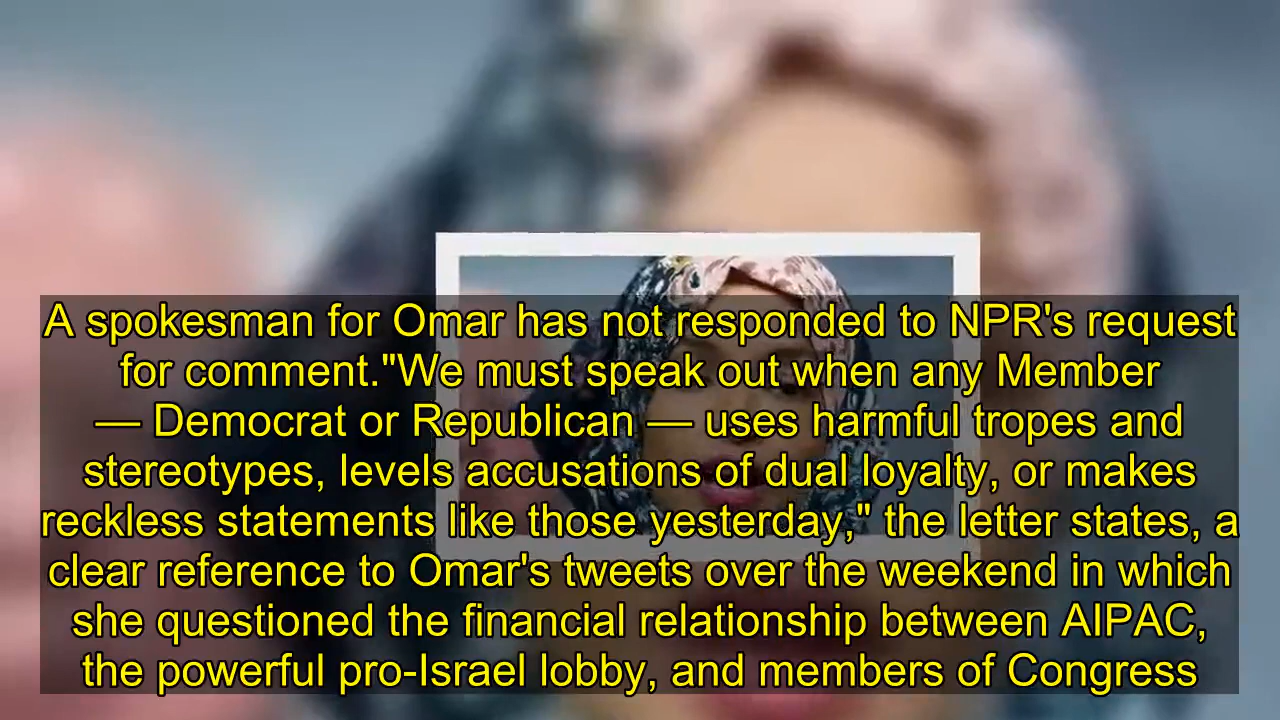 A spokesman for Omar has not responded to NPR's request
for comment."We must speak out when any Member
— Democrat or Republican — uses harmful tropes and
stereotypes, levels accusations of dual loyalty, or makes
reckless statements like those yesterday," the letter states, a
clear reference to Omar's tweets over the weekend in which
she questioned the financial relationship between AIPAC,
the powerful pro-Israel lobby, and members of Congress